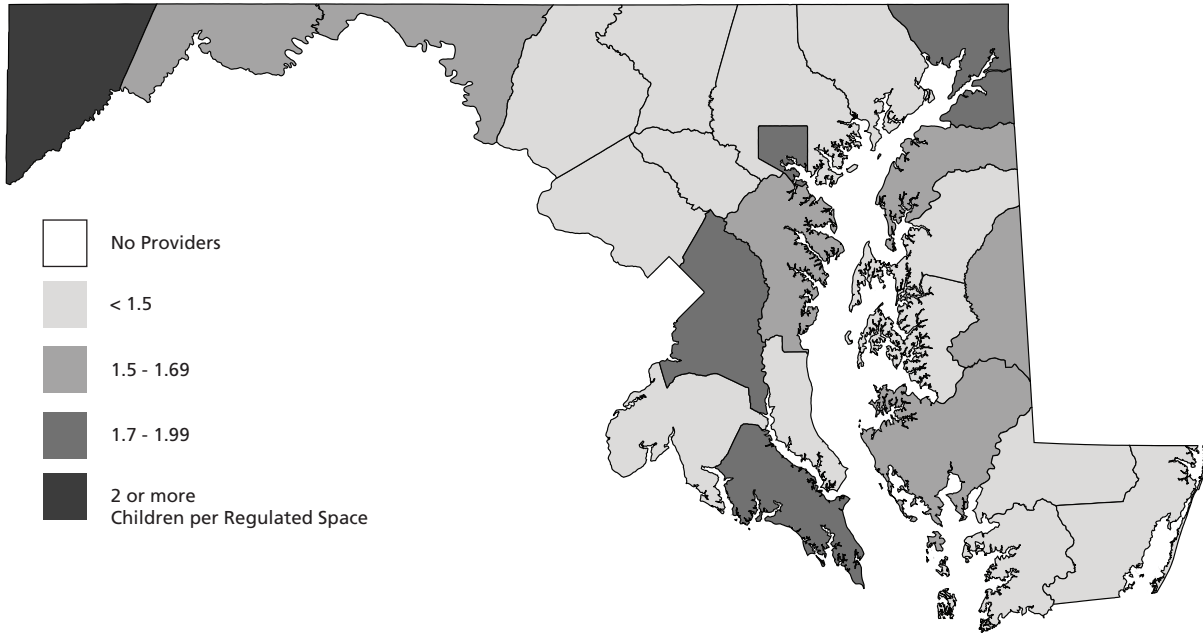 No Providers
< 1.5
1.5 - 1.69
1.7 - 1.99
2 or more
Children per Regulated Space